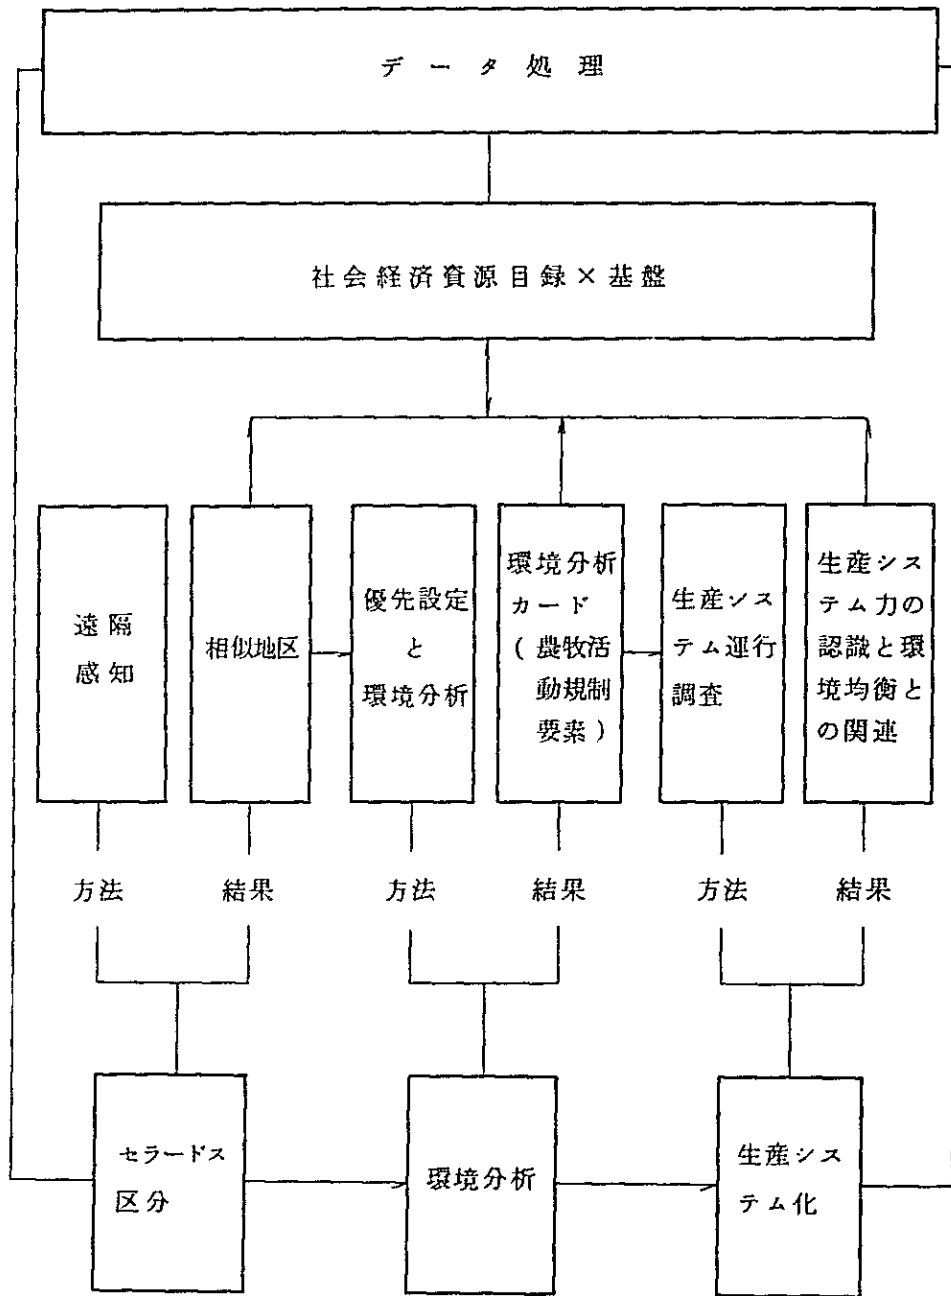 データ処理
社会経済資源目録×基盤
遠隔
感知
相似地区
優先設定
と
環境分析
環境分析
カード
(農牧活
動規制
要素)
生産シス
テム運行
調査
生産シス
テム力の
認識と環
境均衡と
の関連
方法
結果
方法
結果
方法
結果
セラードス
区分
環境分析
生産シス
テム化